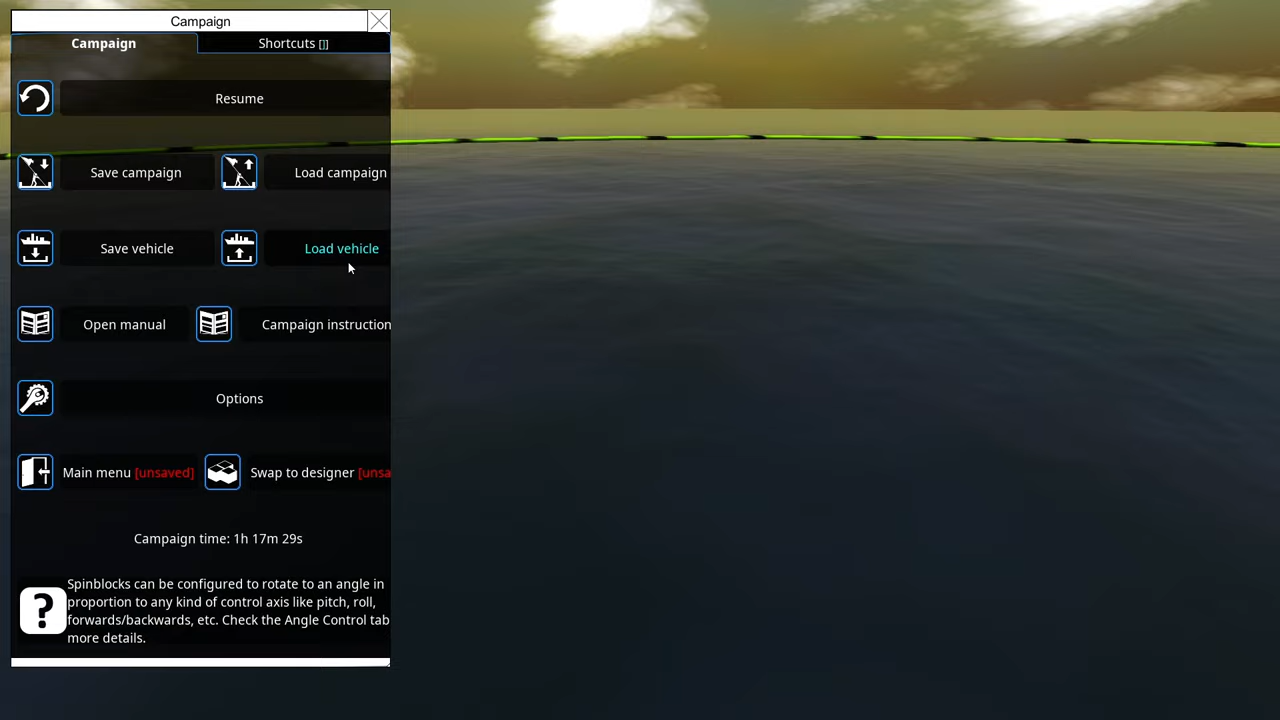 Campaign
Campaign
Shortcuts []]
Resume
Save campaign
Load campaign
Save vehicle
Load vehicle
Open manual
Campaign instruction
Options
Main menu [unsaved]
Swap to designer [unsa
Campaign time: 1h 17m 29s
Spinblocks can be configured to rotate to an angle in
proportion to any kind of control axis like pitch, roll,
forwards/backwards, etc. Check the Angle Control tab
more details.
?